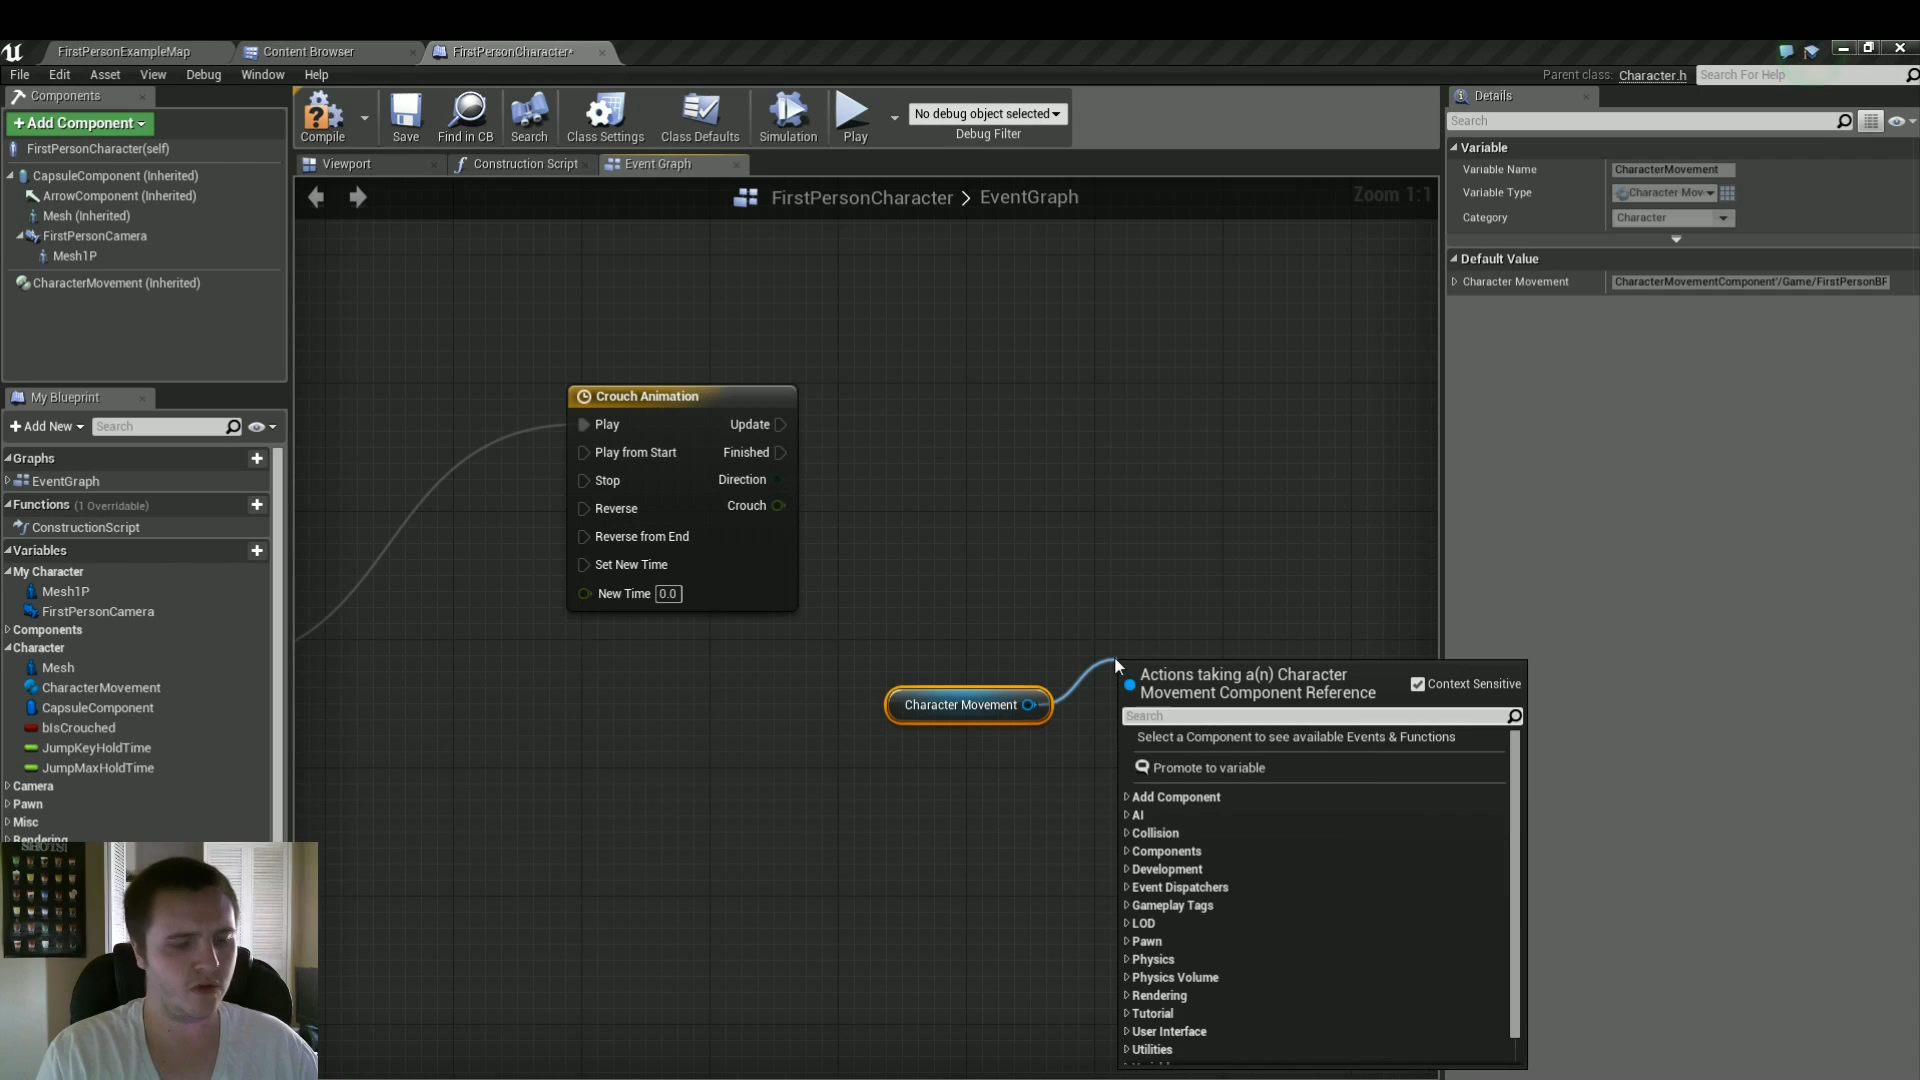 FirstPersonExampleMap
Content Browser
FirstPersonCharacter*
File Edit Asset View Debug Window Help
Parent class: Character.h
Search For Help
Components
+Add Component
FirstPersonCharacter(self)
CapsuleComponent (Inherited)
ArrowComponent (Inherited)
Mesh (Inherited)
FirstPersonCamera
Mesh1P
CharacterMovement (Inherited)
My Blueprint
+Add New
Search
Graphs
EventGraph
Functions (1 Overridable)
ConstructionScript
Variables
My Character
Mesh1P
FirstPersonCamera
Components
Character
Mesh
CharacterMovement
CapsuleComponent
bIsCrouched
JumpKeyHoldTime
JumpMaxHoldTime
Camera
Pawn
Misc
Rendering
SHOTS!
Compile
Save
Find in CB
Search
Class Settings
Class Defaults
Simulation
Play
No debug object selected
Debug Filter
Viewport
Construction Script
Event Graph
FirstPersonCharacter > EventGraph
Zoom 1:1
Crouch Animation
Play Update
Play from Start Finished
Stop Direction
Reverse Crouch
Reverse from End
Set New Time
New Time 0.0
Character Movement
Actions taking a(n) Character
Movement Component Reference
Context Sensitive
Search
Select a Component to see available Events & Functions
Promote to variable
Add Component
AI
Collision
Components
Development
Event Dispatchers
Gameplay Tags
LOD
Pawn
Physics
Physics Volume
Rendering
Tutorial
User Interface
Utilities
Details
Search
Variable
Variable Name CharacterMovement
Variable Type Character Mov
Category Character
Default Value
Character Movement CharacterMovementComponent'/Game/FirstPersonBP